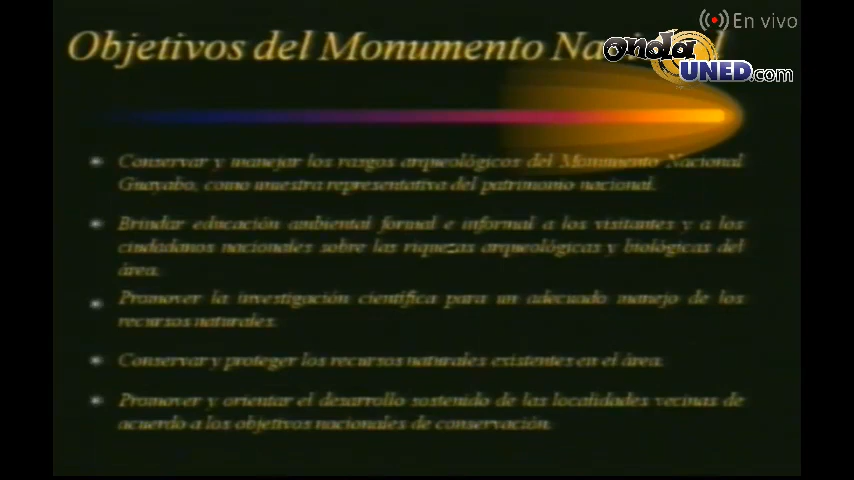 En vivo
Objetivos del Monumento Nacional
onda
UNED.com
Conservar y manejar los rasgos arqueológicos del Monumento Nacional
Guayabo, como muestra representativa del patrimonio nacional.
Brindar educación ambiental formal e informal a los visitantes y a los
ciudadanos nacionales sobre las riquezas arqueológicas y biológicas del
área.
Promover la investigación científica para un adecuado manejo de los
recursos naturales.
Conservar y proteger los recursos naturales existentes en el área.
Promover y orientar el desarrollo sostenido de las localidades vecinas de
acuerdo a los objetivos nacionales de conservación.